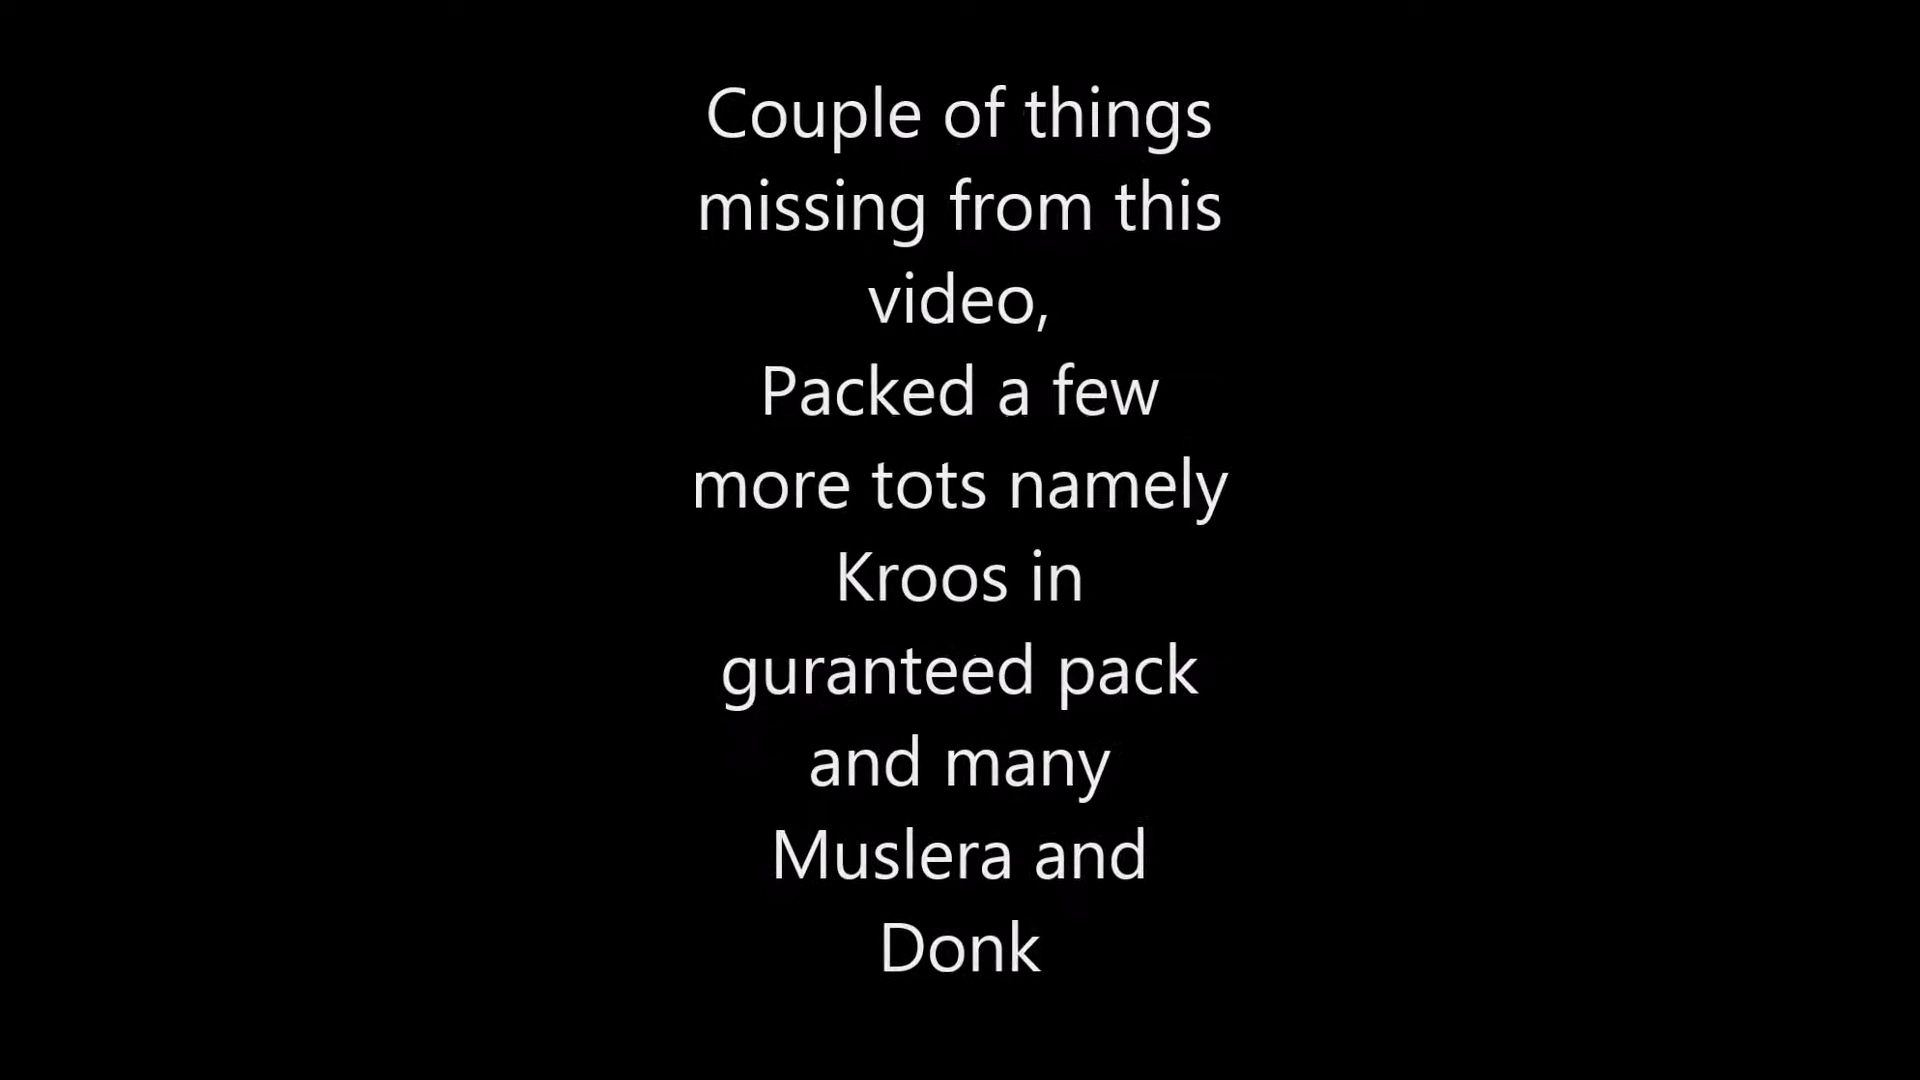 Couple of things
missing from this
video,
Packed a few
more tots namely
Kroos in
guranteed pack
and many
Muslera and
Donk